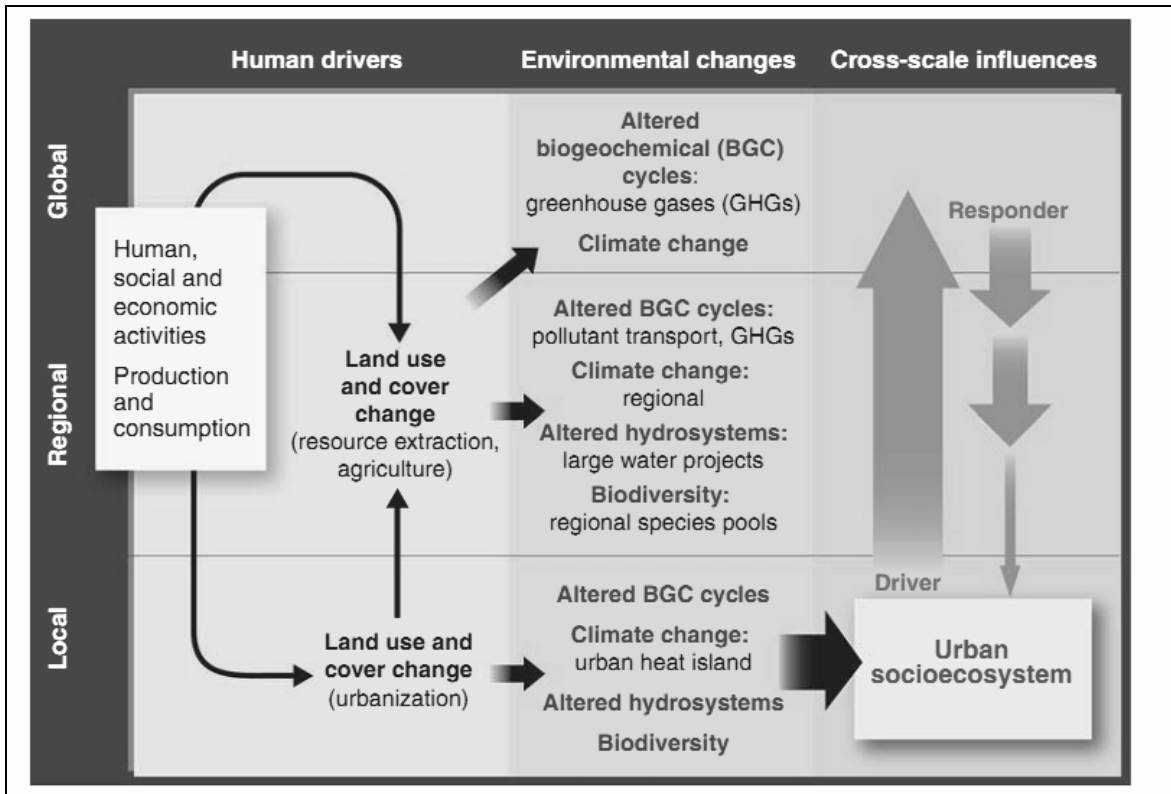 Human drivers
Environmental changes
Cross-scale influences
Global
Regional
Local
Human,
social and
economic
activities
Production
and
consumption
Land use
and cover
change
(resource extraction,
agriculture)
Land use and
cover change
(urbanization)
Altered
biogeochemical (BGC)
cycles:
greenhouse gases (GHGs)
Climate change
Altered BGC cycles:
pollutant transport, GHGs
Climate change:
regional
Altered hydrosystems:
large water projects
Biodiversity:
regional species pools
Altered BGC cycles
Climate change:
urban heat island
Altered hydrosystems
Biodiversity
Responder
Driver
Urban
socioecosystem